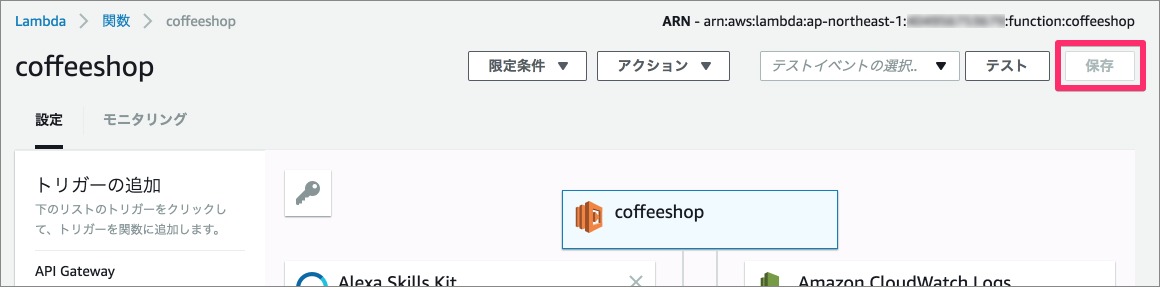 Lambda > 関数 > coffeeshop
ARN - arn:aws:lambda:ap-northeast-1: :function:coffeeshop
coffeeshop
限定条件 ▼
アクション ▼
テストイベントの選択.. ▼
テスト
保存
設定
モニタリング
トリガーの追加
下のリストのトリガーをクリックし
て、トリガーを関数に追加します。
API Gateway
coffeeshop
Alexa Skills Kit
Amazon CloudWatch Logs